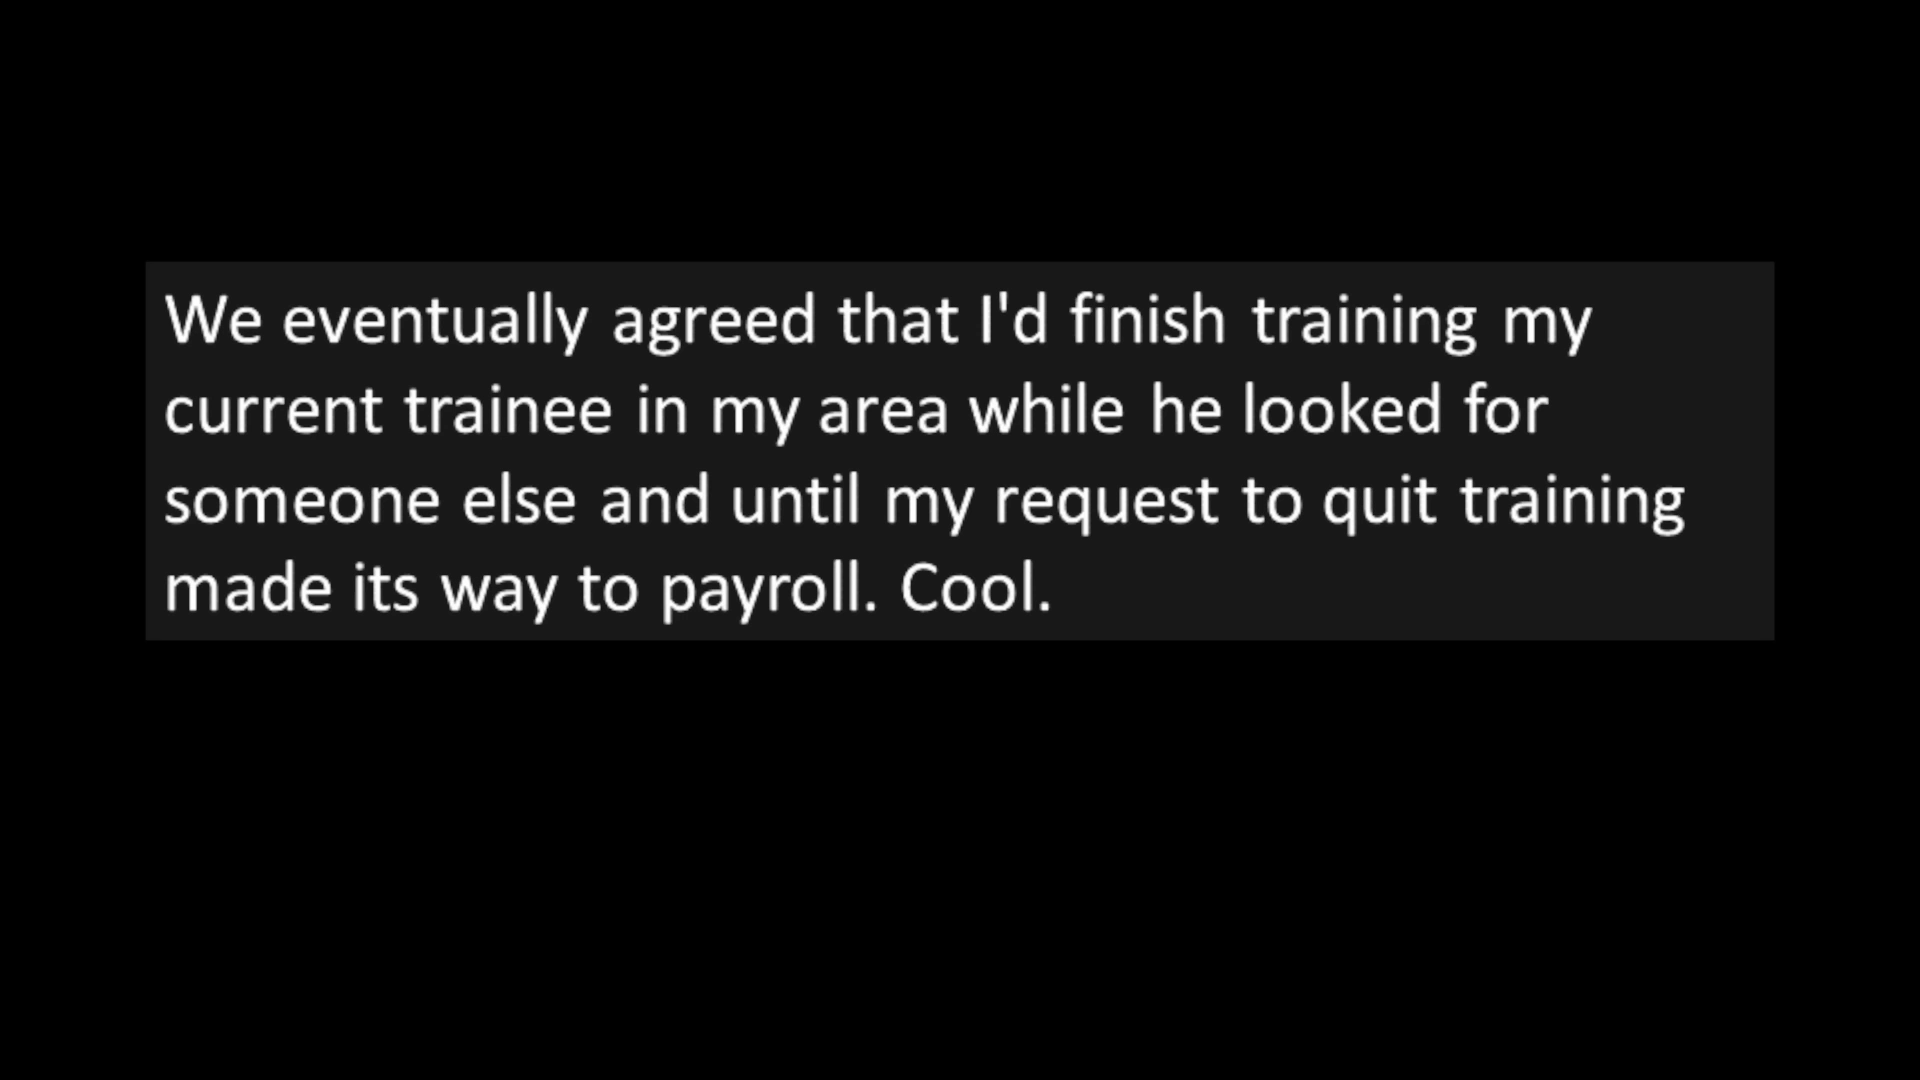 We eventually agreed that I'd finish training my
current trainee in my area while he looked for
someone else and until my request to quit training
made its way to payroll. Cool.